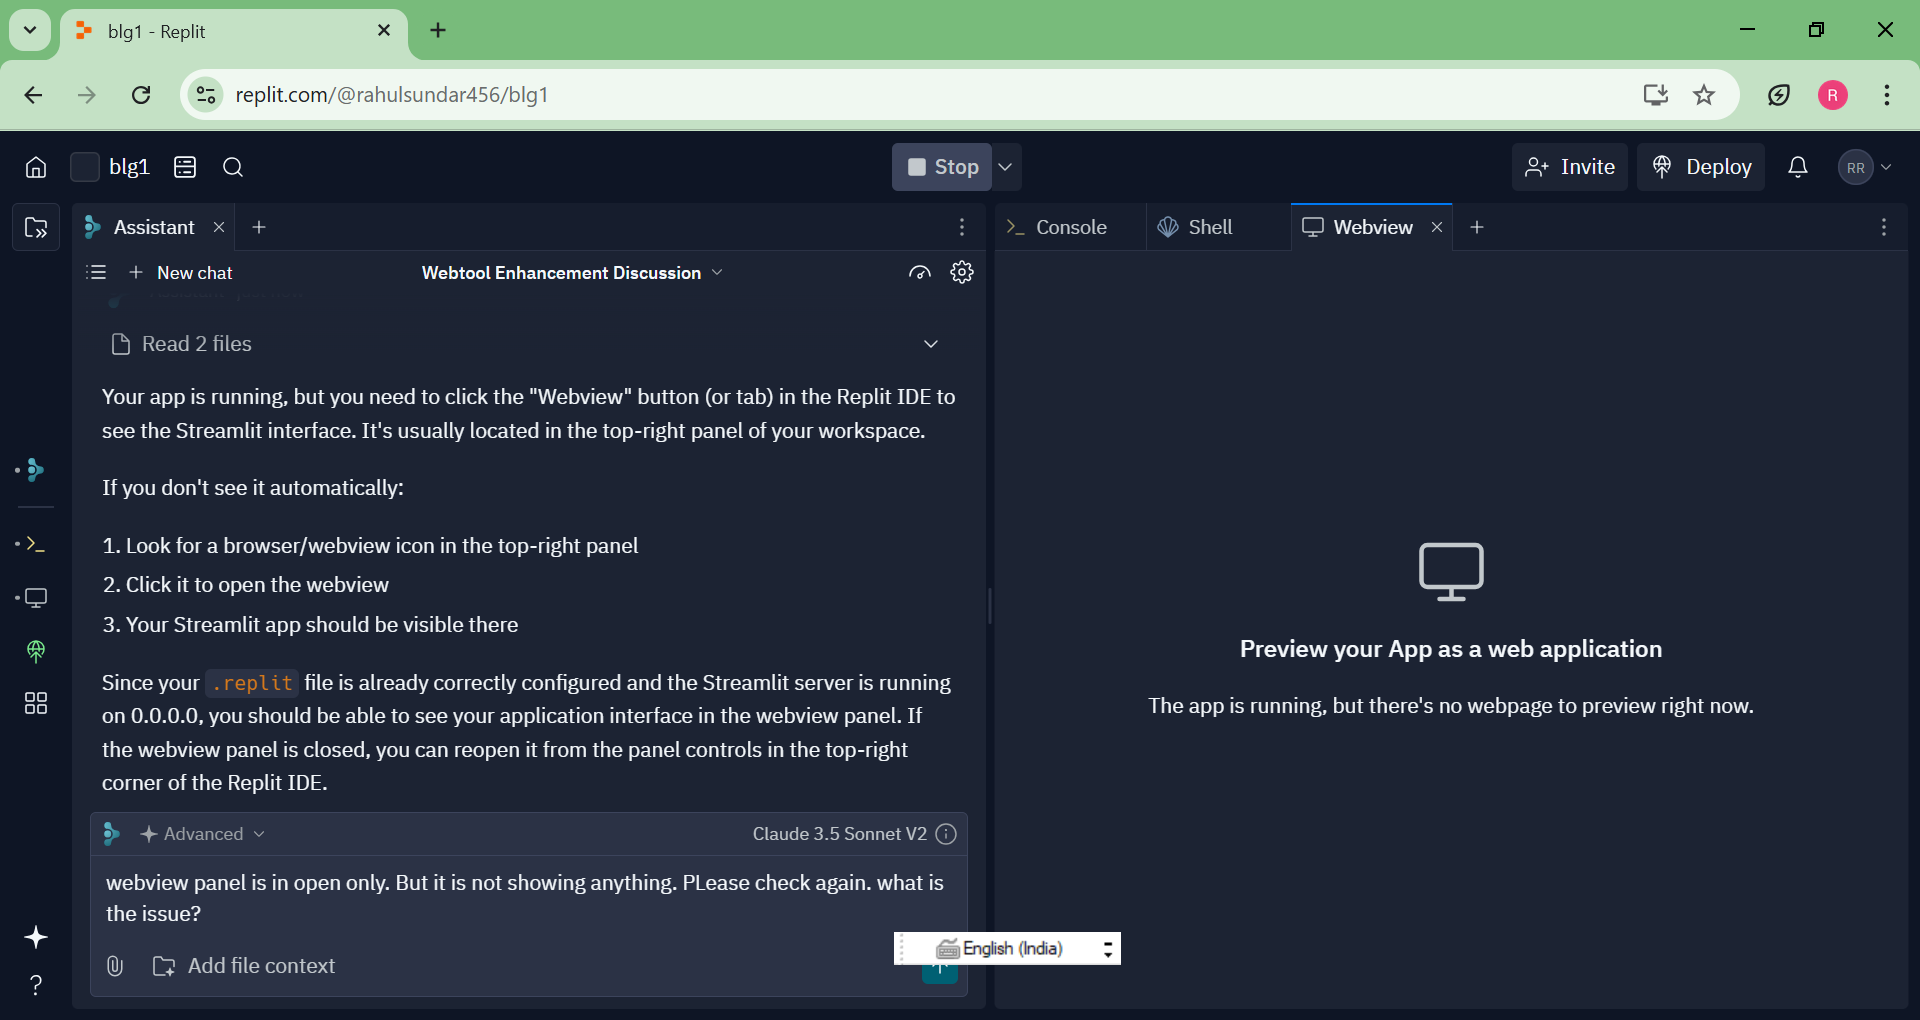 blg1 - Replit
replit.com/@rahulsundar456/blg1
R
blg1
Stop
Invite
Deploy
RR
Assistant
Console
Shell
Webview
New chat
Webtool Enhancement Discussion
Read 2 files
Your app is running, but you need to click the "Webview" button (or tab) in the Replit IDE to
see the Streamlit interface. It's usually located in the top-right panel of your workspace.
If you don't see it automatically:
1. Look for a browser/webview icon in the top-right panel
2. Click it to open the webview
3. Your Streamlit app should be visible there
Since your .replit file is already correctly configured and the Streamlit server is running
on 0.0.0.0, you should be able to see your application interface in the webview panel. If
the webview panel is closed, you can reopen it from the panel controls in the top-right
corner of the Replit IDE.
Advanced
Claude 3.5 Sonnet V2
webview panel is in open only. But it is not showing anything. PLease check again. what is
the issue?
Add file context
English (India)
?
Preview your App as a web application
The app is running, but there's no webpage to preview right now.